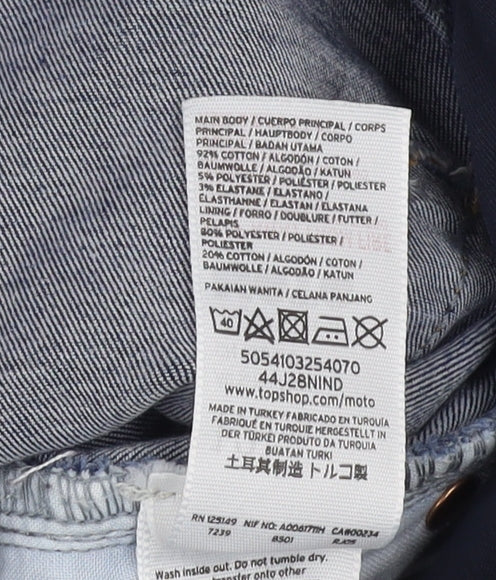 MAIN BODY / CUERPO PRINCIPAL / CORPS
PRINCIPAL / HAUPTBODY / CORPO
PRINCIPAL / BADAN UTAMA
92% COTTON / ALGODÓN / COTON /
BAUMWOLLE / ALGODÃO / KATUN
5% POLYESTER / POLIÉSTER / POLIESTER
3% ELASTANE / ELASTANO /
ÉLASTHANNE / ELASTAN / ELASTANA
LINING / FORRO / DOUBLURE / FUTTER /
PELAPIS
80% POLYESTER / POLIÉSTER /
POLIESTER
20% COTTON / ALGODÓN / COTON /
BAUMWOLLE / ALGODÃO / KATUN
PAKAIAN WANITA / CELANA PANJANG
40
5054103254070
44J28NIND
www.topshop.com/moto
MADE IN TURKEY FABRICADO EN TURQUÍA
FABRIQUÉ EN TURQUIE HERGESTELLT IN
DER TÜRKEI PRODUZIDO DA TURQUIA
BUATAN TURKI
土耳其制造 トルコ製
RN 125149 NIF NO: A0061711H CA#00234
7239 8501
Wash inside out. Do not tumble dry.
transfer onto other